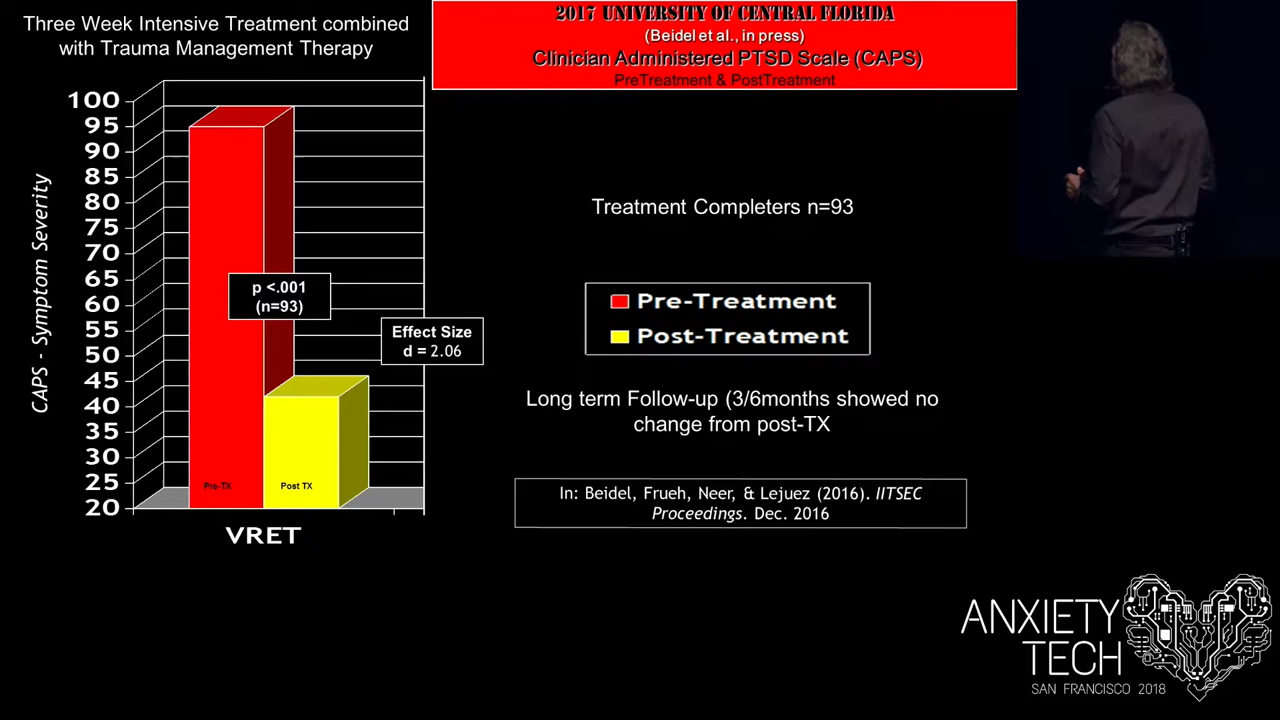 Three Week Intensive Treatment combined
with Trauma Management Therapy
2017 UNIVERSITY OF CENTRAL FLORIDA
(Beidel et al., in press)
Clinician Administered PTSD Scale (CAPS)
PreTreatment & PostTreatment
CAPS - Symptom Severity
100
95
90
85
80
75
70
65
60
55
50
45
40
35
30
25
20
p <.001
(n=93)
Effect Size
d = 2.06
Pre-TX
Post TX
VRET
Treatment Completers n=93
Pre-Treatment
Post-Treatment
Long term Follow-up (3/6months showed no
change from post-TX
In: Beidel, Frueh, Neer, & Lejuez (2016). IITSEC
Proceedings. Dec. 2016
ANXIETY
TECH
SAN FRANCISCO 2018